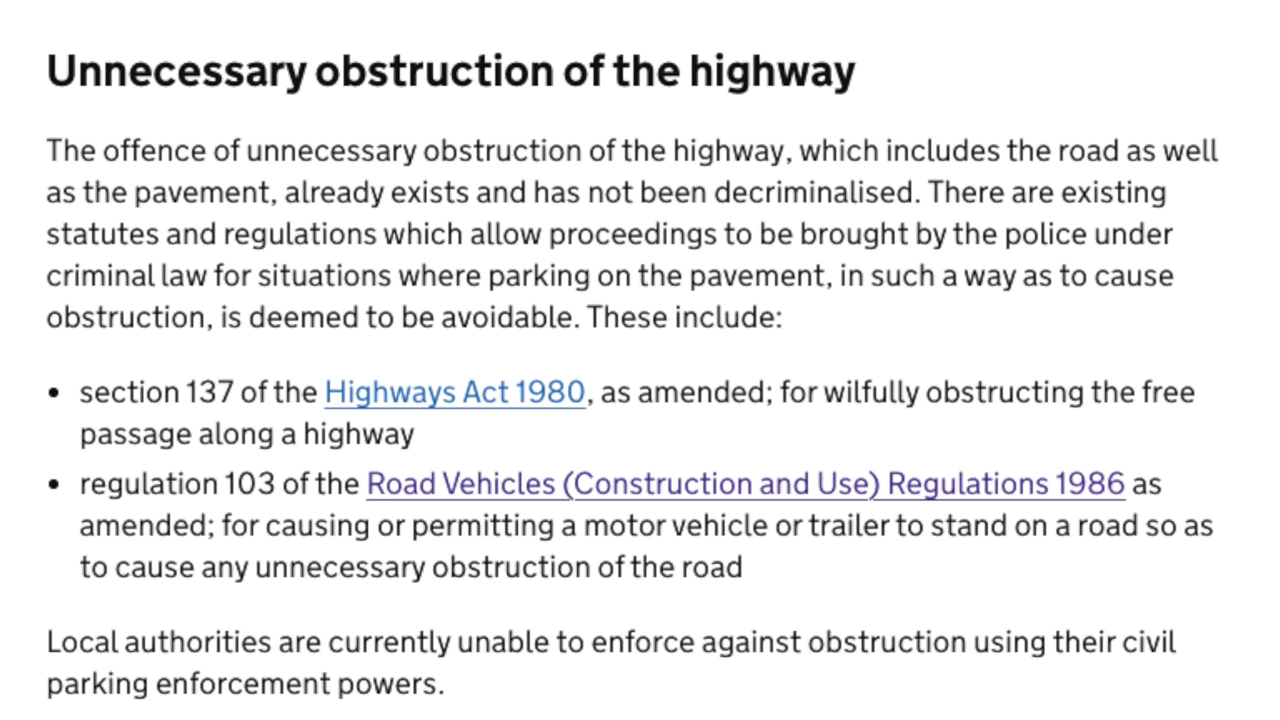 Unnecessary obstruction of the highway
The offence of unnecessary obstruction of the highway, which includes the road as well
as the pavement, already exists and has not been decriminalised. There are existing
statutes and regulations which allow proceedings to be brought by the police under
criminal law for situations where parking on the pavement, in such a way as to cause
obstruction, is deemed to be avoidable. These include:
• section 137 of the Highways Act 1980, as amended; for wilfully obstructing the free
passage along a highway
• regulation 103 of the Road Vehicles (Construction and Use) Regulations 1986 as
amended; for causing or permitting a motor vehicle or trailer to stand on a road so as
to cause any unnecessary obstruction of the road
Local authorities are currently unable to enforce against obstruction using their civil
parking enforcement powers.